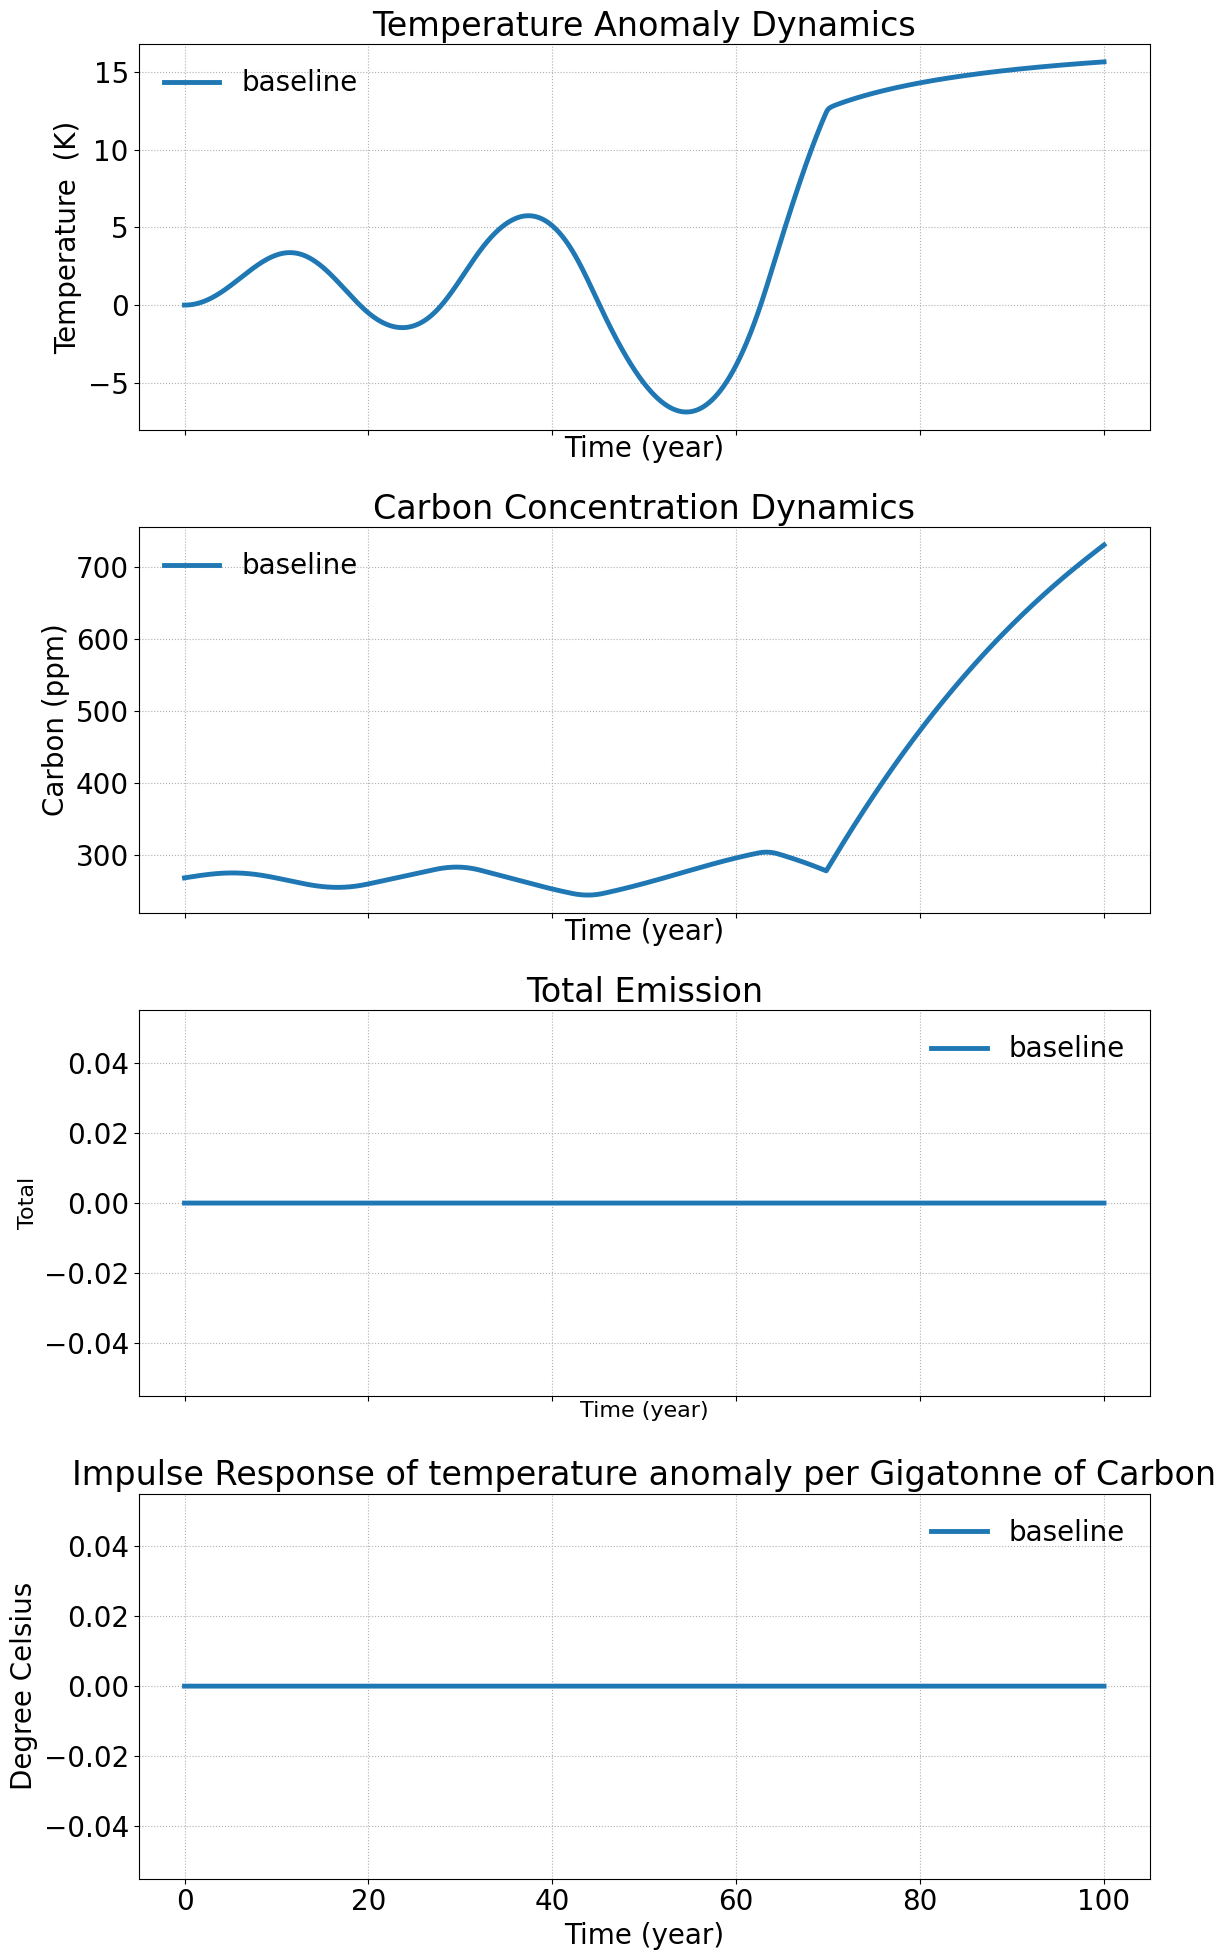 Temperature Anomaly Dynamics
baseline
Temperature  (K)
15
10
5
0
−5
Time (year)
Carbon Concentration Dynamics
baseline
Carbon (ppm)
700
600
500
400
300
Time (year)
Total Emission
baseline
Total
0.04
0.02
0.00
−0.02
−0.04
Time (year)
Impulse Response of temperature anomaly per Gigatonne of Carbon
baseline
Degree Celsius
0.04
0.02
0.00
−0.02
−0.04
0 20 40 60 80 100
Time (year)